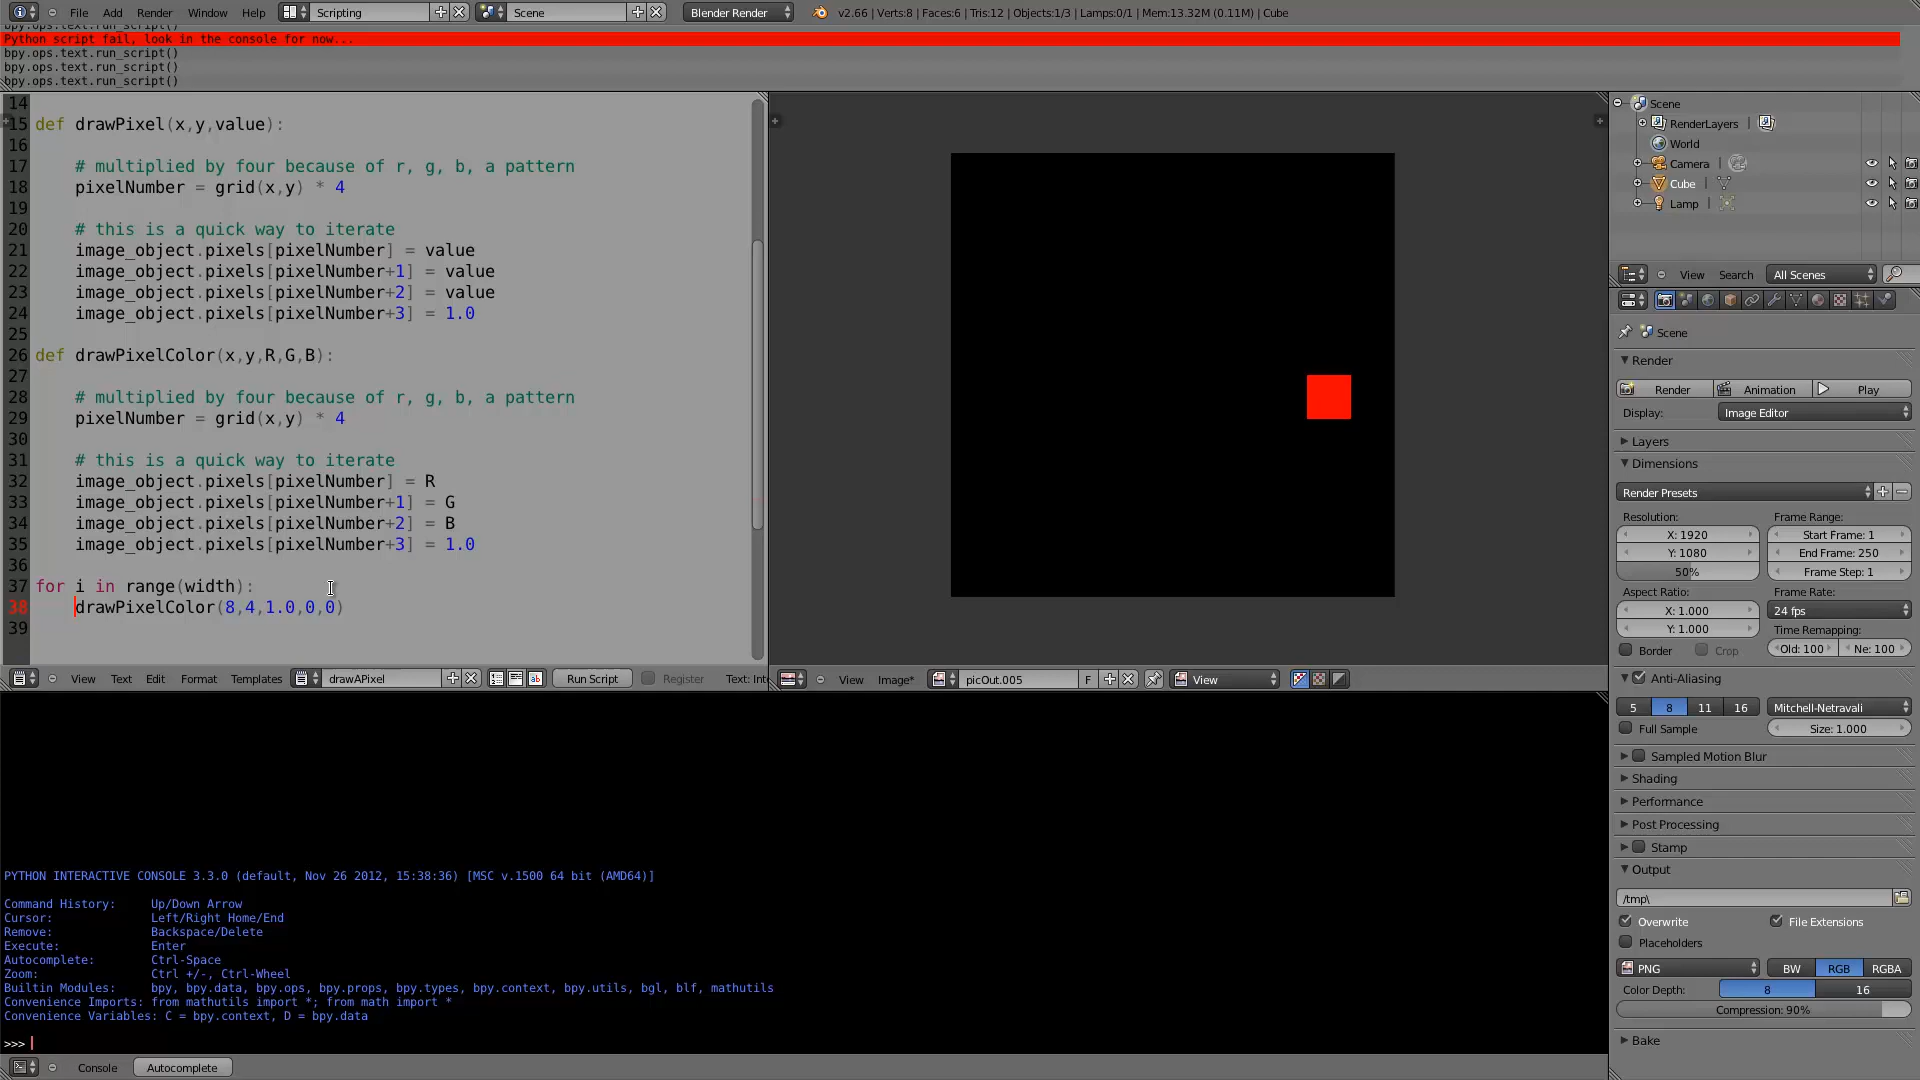 File Add Render Window Help Scripting Scene Blender Render v2.66 | Verts:8 | Faces:6 | Tris:12 | Objects:1/3 | Lamps:0/1 | Mem:13.32M (0.11M) | Cube
bpy.ops.text.run_script()
Python script fail, look in the console for now...
bpy.ops.text.run_script()
bpy.ops.text.run_script()
bpy.ops.text.run_script()
14
15 def drawPixel(x,y,value):
16
17 # multiplied by four because of r, g, b, a pattern
18 pixelNumber = grid(x,y) * 4
19
20 # this is a quick way to iterate
21 image_object.pixels[pixelNumber] = value
22 image_object.pixels[pixelNumber+1] = value
23 image_object.pixels[pixelNumber+2] = value
24 image_object.pixels[pixelNumber+3] = 1.0
25
26 def drawPixelColor(x,y,R,G,B):
27
28 # multiplied by four because of r, g, b, a pattern
29 pixelNumber = grid(x,y) * 4
30
31 # this is a quick way to iterate
32 image_object.pixels[pixelNumber] = R
33 image_object.pixels[pixelNumber+1] = G
34 image_object.pixels[pixelNumber+2] = B
35 image_object.pixels[pixelNumber+3] = 1.0
36
37 for i in range(width):
38 drawPixelColor(8,4,1.0,0,0)
39
View Text Edit Format Templates drawAPixel Run Script Register Text: Int
View Image* picOut.005 F View
Scene
RenderLayers |
World
Camera |
Cube |
Lamp |
View Search All Scenes
Scene
Render
Render Animation Play
Display: Image Editor
Layers
Dimensions
Render Presets
Resolution: Frame Range:
X: 1920 Start Frame: 1
Y: 1080 End Frame: 250
50% Frame Step: 1
Aspect Ratio: Frame Rate:
X: 1.000 24 fps
Y: 1.000 Time Remapping:
Border Crop Old: 100 Ne: 100
Anti-Aliasing
5 8 11 16 Mitchell-Netravali
Full Sample Size: 1.000
Sampled Motion Blur
Shading
Performance
Post Processing
Stamp
Output
/tmp\
Overwrite File Extensions
Placeholders
PNG BW RGB RGBA
Color Depth: 8 16
Compression: 90%
Bake
PYTHON INTERACTIVE CONSOLE 3.3.0 (default, Nov 26 2012, 15:38:36) [MSC v.1500 64 bit (AMD64)]
Command History: Up/Down Arrow
Cursor: Left/Right Home/End
Remove: Backspace/Delete
Execute: Enter
Autocomplete: Ctrl-Space
Zoom: Ctrl +/-, Ctrl-Wheel
Builtin Modules: bpy, bpy.data, bpy.ops, bpy.props, bpy.types, bpy.context, bpy.utils, bgl, blf, mathutils
Convenience Imports: from mathutils import *; from math import *
Convenience Variables: C = bpy.context, D = bpy.data
>>>
Console Autocomplete